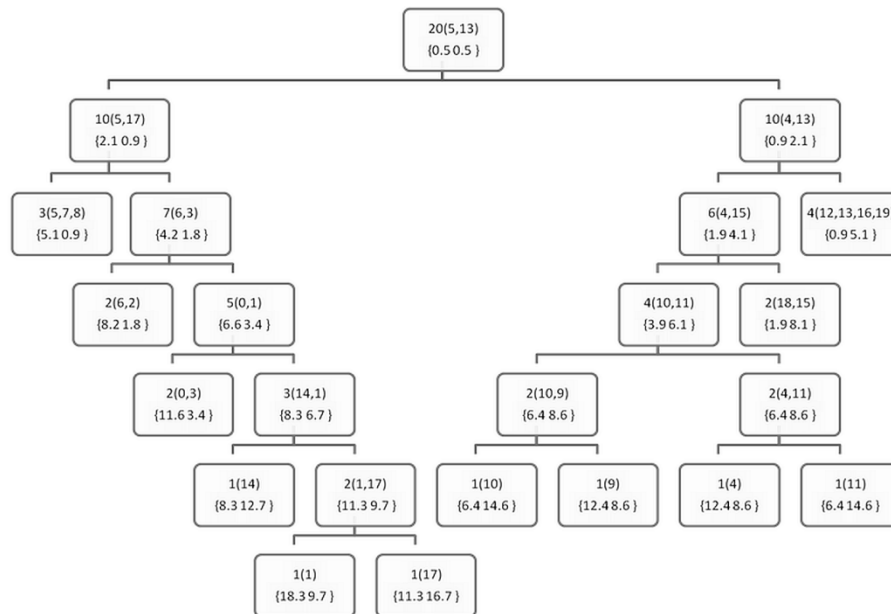 20(5,13)
{0.5 0.5 }
10(5,17)
{2.1 0.9 }
10(4,13)
{0.9 2.1 }
3(5,7,8)
{5.1 0.9 }
7(6,3)
{4.2 1.8 }
6(4,15)
{1.9 4.1 }
4(12,13,16,19
{0.9 5.1 }
2(6,2)
{8.2 1.8 }
5(0,1)
{6.6 3.4 }
4(10,11)
{3.9 6.1 }
2(18,15)
{1.9 8.1 }
2(0,3)
{11.6 3.4 }
3(14,1)
{8.3 6.7 }
2(10,9)
{6.4 8.6 }
2(4,11)
{6.4 8.6 }
1(14)
{8.3 12.7 }
2(1,17)
{11.3 9.7 }
1(10)
{6.4 14.6 }
1(9)
{12.4 8.6 }
1(4)
{12.4 8.6 }
1(11)
{6.4 14.6 }
1(1)
{18.3 9.7 }
1(17)
{11.3 16.7 }